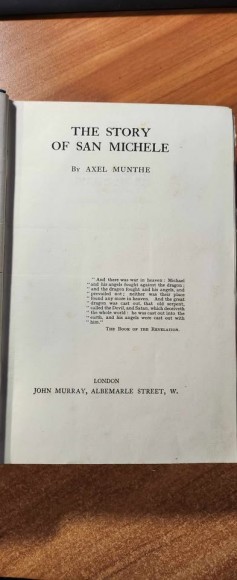 THE STORY
OF SAN MICHELE
BY AXEL MUNTHE
"And there was war in heaven: Michael
"and his angels fought against the dragon;
"and the dragon fought and his angels, and
"prevailed not; neither was their place
"found any more in heaven. And the great
"dragon was cast out, that old serpent,
"called the Devil, and Satan, which deceiveth
"the whole world: he was cast out into the
"earth, and his angels were cast out with
"him."
THE BOOK OF THE REVELATION.
LONDON
JOHN MURRAY, ALBEMARLE STREET, W.